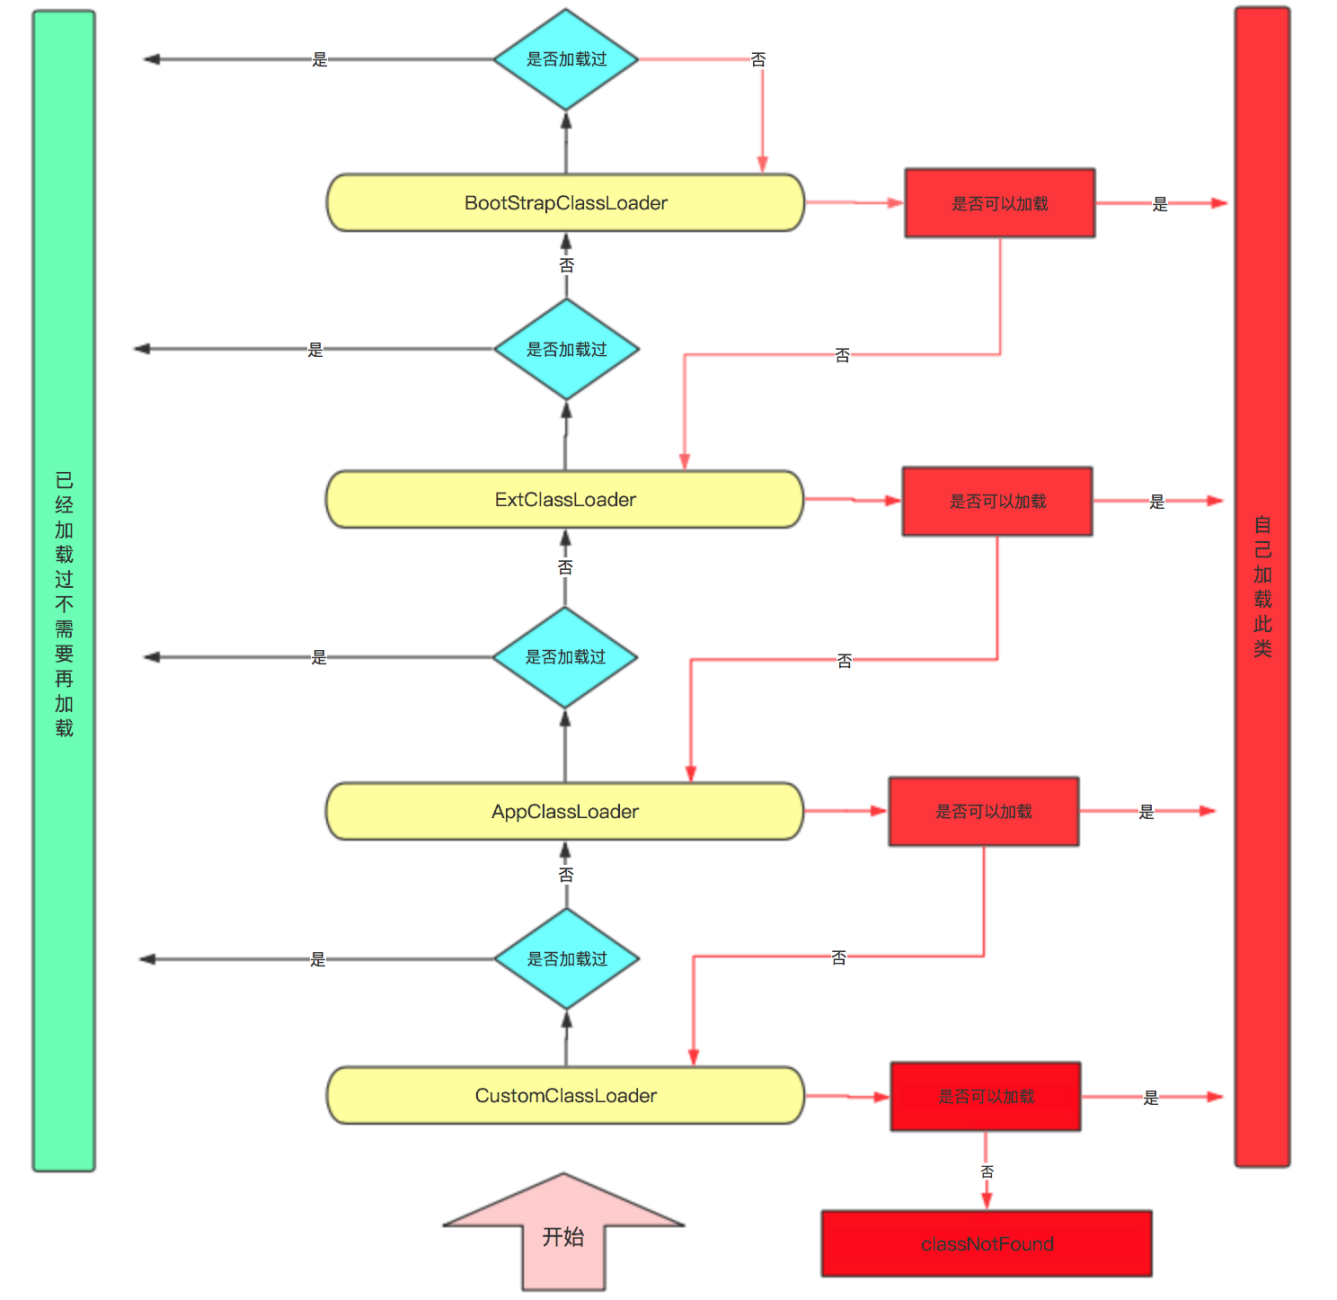 是否加载过
是
否
BootStrapClassLoader
是否可以加载
是
否
是否加载过
是
否
ExtClassLoader
是否可以加载
是
否
是否加载过
是
否
AppClassLoader
是否可以加载
是
否
是否加载过
是
否
CustomClassLoader
是否可以加载
是
否
classNotFound
开始
已经加载过不需要再加载
自己加载此类